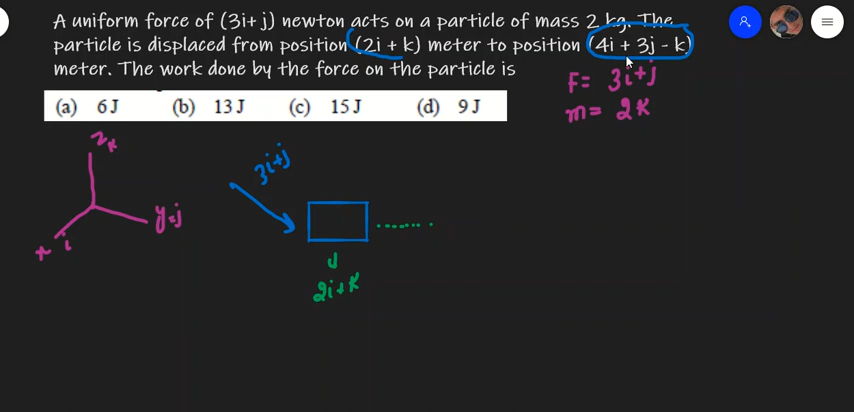 A uniform force of (3i+ j) newton acts on a particle of mass 2 kg. The
particle is displaced from position (2i + k) meter to position (4i + 3j - k)
meter. The work done by the force on the particle is
F = 3i+j
(a) 6 J (b) 13 J (c) 15 J (d) 9 J
m = 2k
z k
3i+j
y=j
x i
2i+k